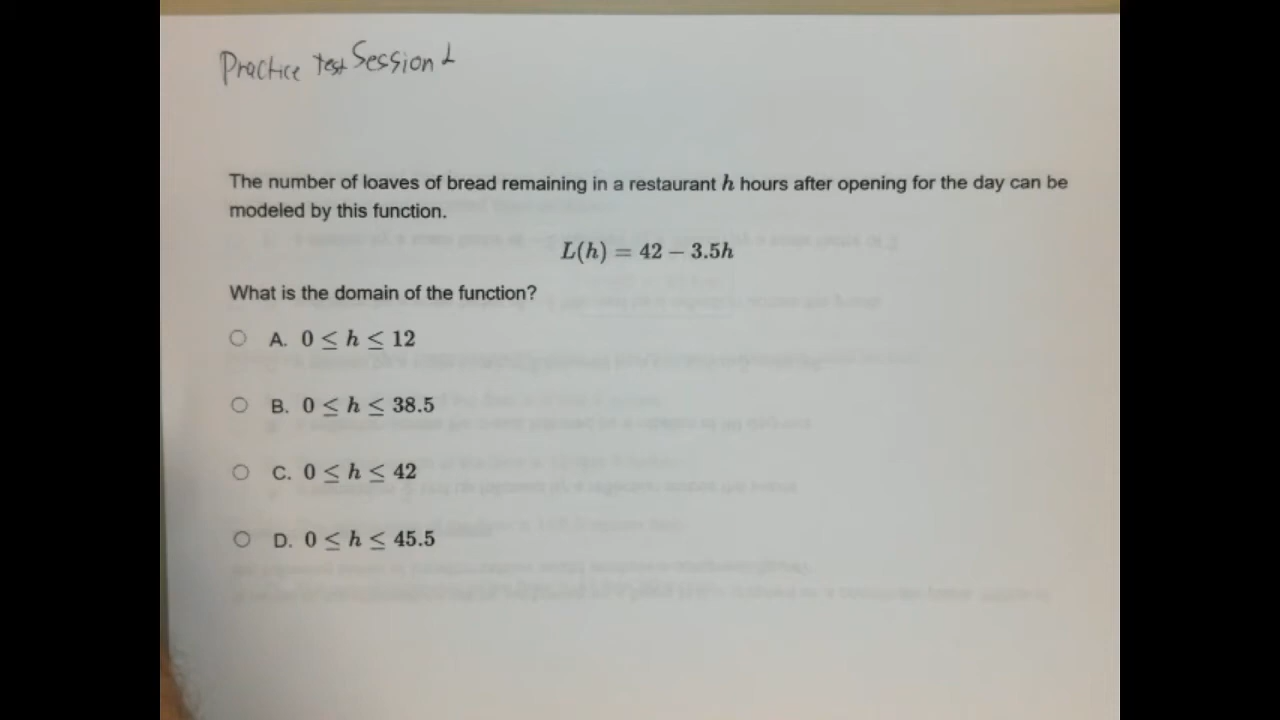 Practice Test Session 1
The number of loaves of bread remaining in a restaurant h hours after opening for the day can be
modeled by this function.
L(h) = 42 – 3.5h
What is the domain of the function?
A. 0 ≤ h ≤ 12
B. 0 ≤ h ≤ 38.5
C. 0 ≤ h ≤ 42
D. 0 ≤ h ≤ 45.5